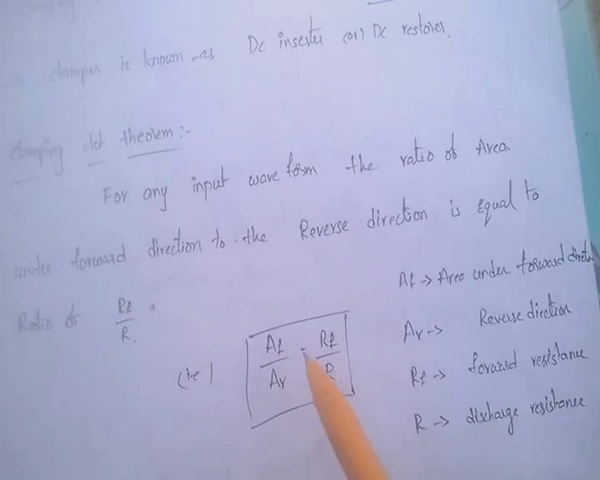 clamper is known as Dc inserter (or) Dc restorer.
clamping ckt theorem:-
For any input waveform the ratio of Area
under forward direction to the Reverse direction is equal to
Ratio of Rf/R.
(i.e) Af/Ar = Rf/R
Af → Area under forward direction
Ar → Reverse direction
Rf → forward resistance
R → discharge resistance